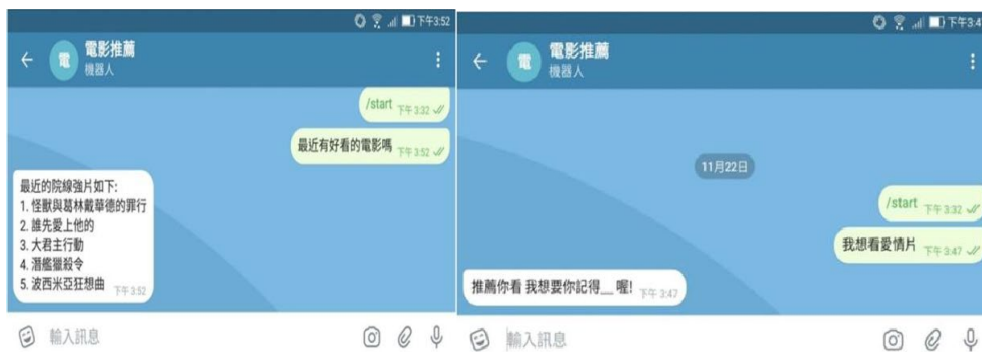 下午3:52
電
電影推薦
機器人
/start 下午 3:32
最近有好看的電影嗎 下午 3:52
最近的院線強片如下:
1. 怪獸與葛林戴華德的罪行
2. 誰先愛上他的
3. 大君主行動
4. 潛艦獵殺令
5. 波西米亞狂想曲 下午 3:52
輸入訊息
下午3:4
電
電影推薦
機器人
11月22日
/start 下午 3:32
我想看愛情片 下午 3:47
推薦你看 我想要你記得__ 喔! 下午 3:47
輸入訊息